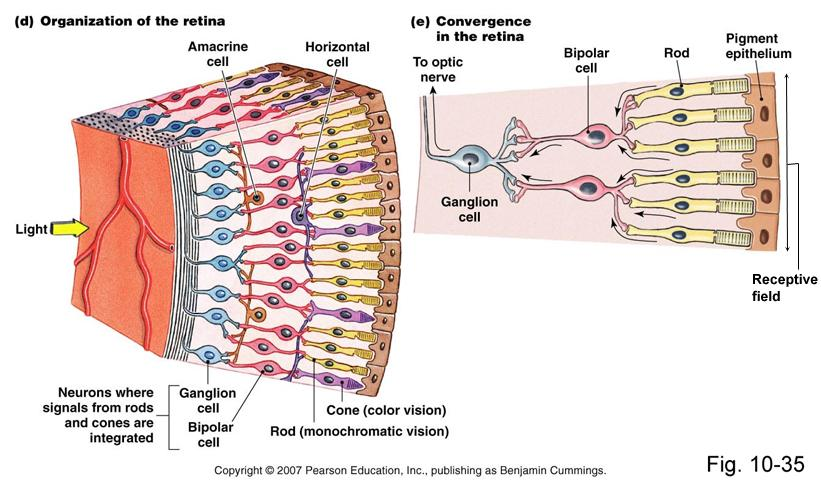 (d) Organization of the retina
Amacrine
cell
Horizontal
cell
Light
Neurons where
signals from rods
and cones are
integrated
Ganglion
cell
Bipolar
cell
Cone (color vision)
Rod (monochromatic vision)
(e) Convergence
in the retina
To optic
nerve
Bipolar
cell
Rod
Pigment
epithelium
Ganglion
cell
Receptive
field
Copyright © 2007 Pearson Education, Inc., publishing as Benjamin Cummings.
Fig. 10-35